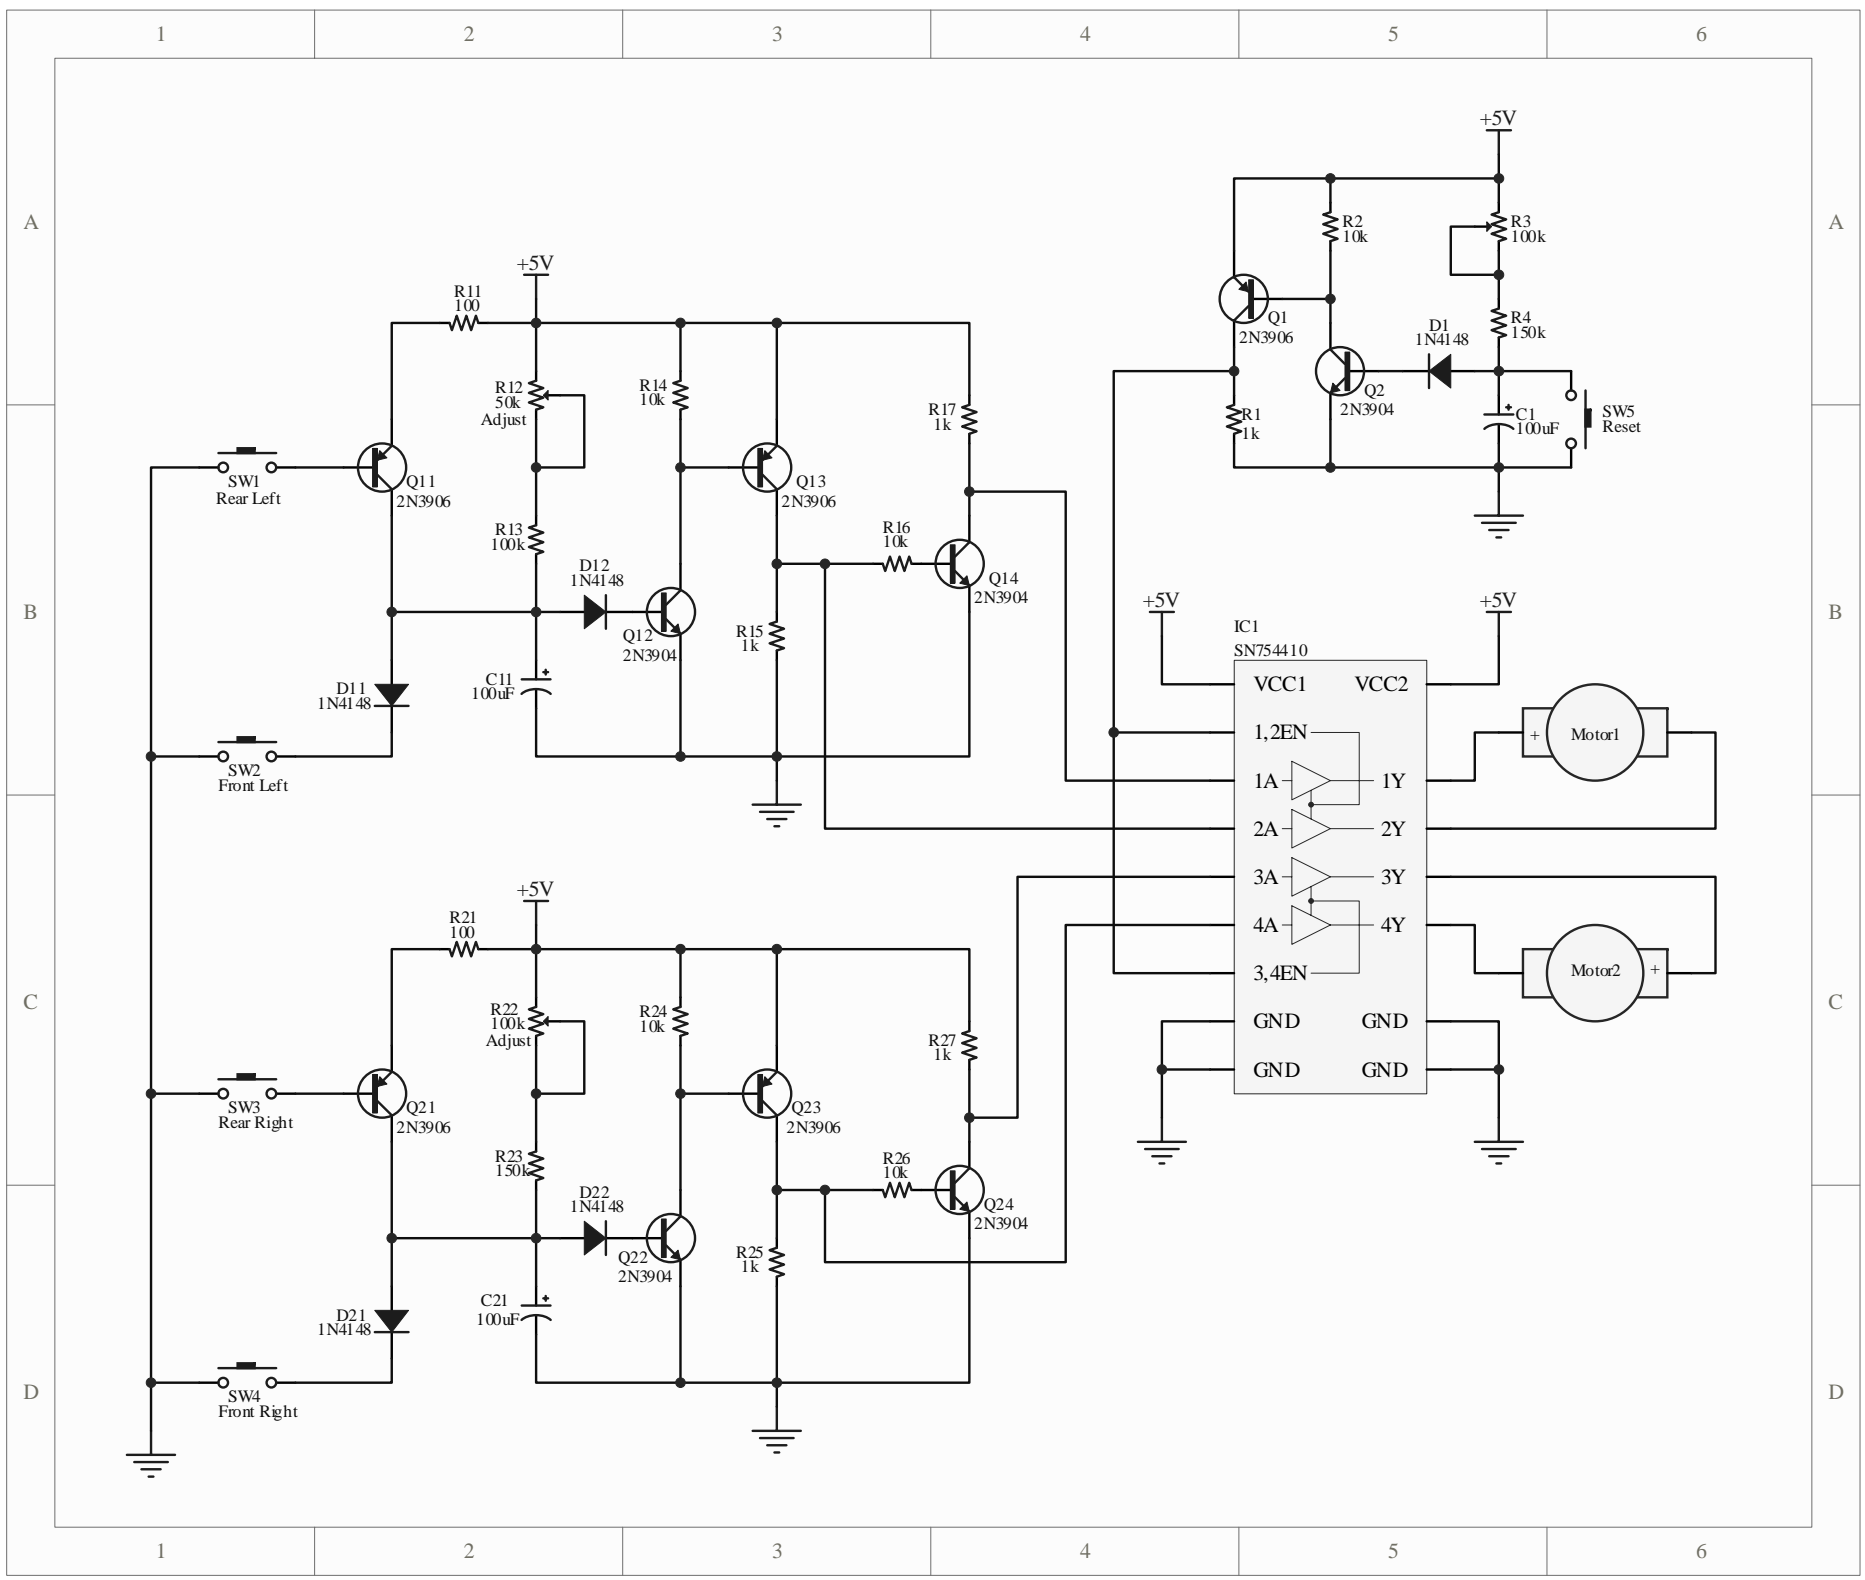 1 2 3 4 5 6
A A
+5V
R2
10k
R3
100k
Q1
2N3906
D1
1N4148
R4
150k
Q2
2N3904
R1
1k
+
C1
100uF
SW5
Reset
+5V
R11
100
R12
50k
Adjust
R14
10k
R17
1k
SW1
Rear Left
Q11
2N3906
Q13
2N3906
R13
100k
R16
10k
D12
1N4148
Q14
2N3904
B B
Q12
2N3904
R15
1k
D11
1N4148
C11
100uF
+
SW2
Front Left
+5V
+5V
IC1
SN754410
VCC1 VCC2
1,2EN
1A 1Y
2A 2Y
3A 3Y
4A 4Y
3,4EN
GND GND
GND GND
+ Motor1
Motor2 +
+5V
R21
100
C C
R22
100k
Adjust
R24
10k
R27
1k
SW3
Rear Right
Q21
2N3906
Q23
2N3906
R23
150k
R26
10k
D22
1N4148
Q24
2N3904
Q22
2N3904
R25
1k
D21
1N4148
C21
100uF
+
D D
SW4
Front Right
1 2 3 4 5 6